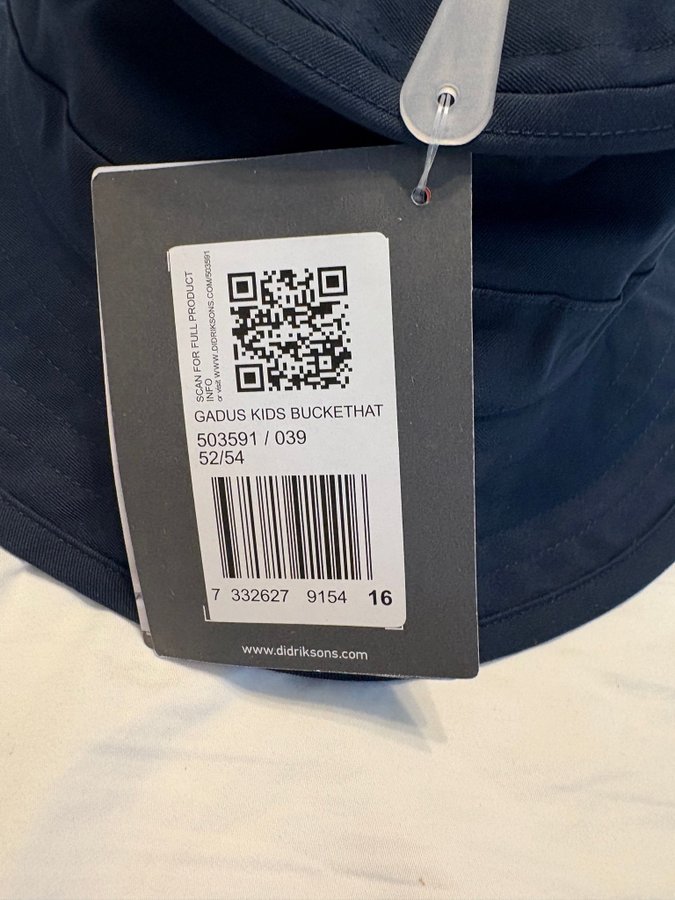 SCAN FOR FULL PRODUCT
INFO
or visit WWW.DIDRIKSONS.COM/503591
GADUS KIDS BUCKETHAT
503591 / 039
52/54
7 332627 9154 16
www.didriksons.com